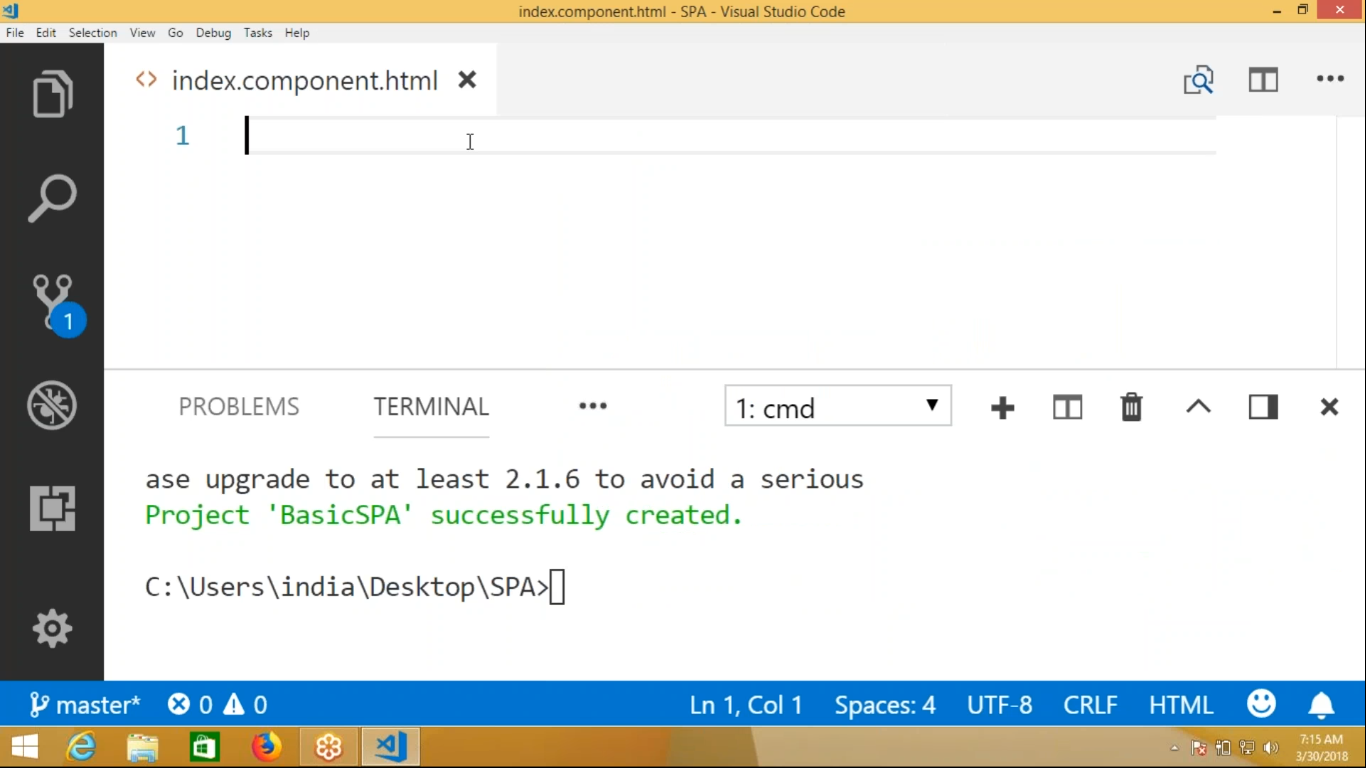 index.component.html - SPA - Visual Studio Code
File Edit Selection View Go Debug Tasks Help
index.component.html
1
1
PROBLEMS TERMINAL 1: cmd
ase upgrade to at least 2.1.6 to avoid a serious
Project 'BasicSPA' successfully created.
C:\Users\india\Desktop\SPA>
master* 0 0 Ln 1, Col 1 Spaces: 4 UTF-8 CRLF HTML
7:15 AM
3/30/2018